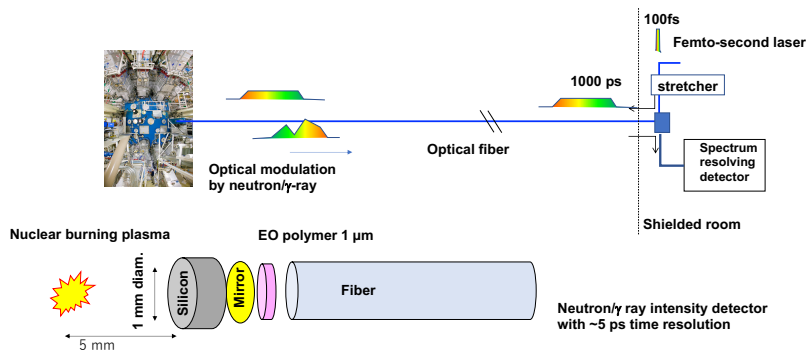 100fs
Femto-second laser
1000 ps
stretcher
Optical fiber
Optical modulation
by neutron/γ-ray
Spectrum
resolving
detector
Shielded room
Nuclear burning plasma
EO polymer 1 µm
1 mm diam.
Silicon
Mirror
Fiber
5 mm
Neutron/γ ray intensity detector
with ~5 ps time resolution